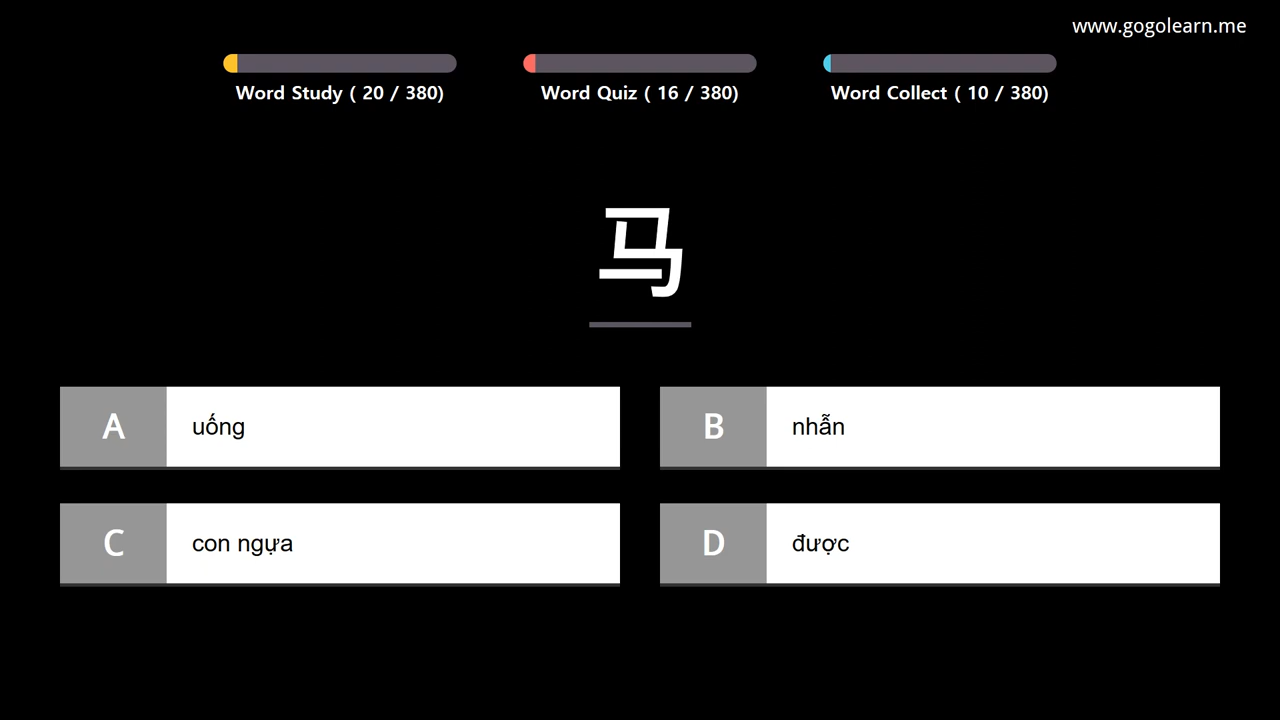 www.gogolearn.me
Word Study ( 20 / 380)
Word Quiz ( 16 / 380)
Word Collect ( 10 / 380)
马
A uống
B nhẫn
C con ngựa
D được